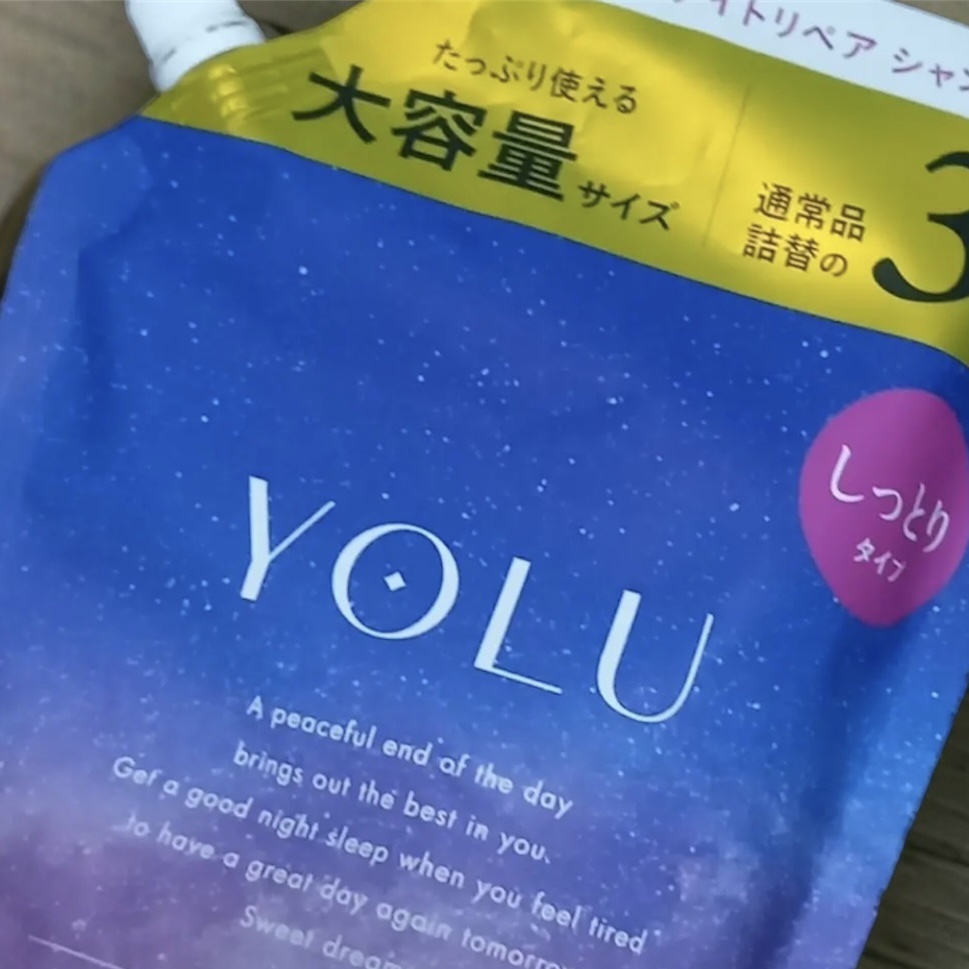 イトリペア シャン
たっぷり使える
大容量サイズ
通常品
詰替の
3
しっとり
タイプ
YOLU
A peaceful end of the day
brings out the best in you.
Get a good night sleep when you feel tired
to have a great day again tomorro
Sweet dream